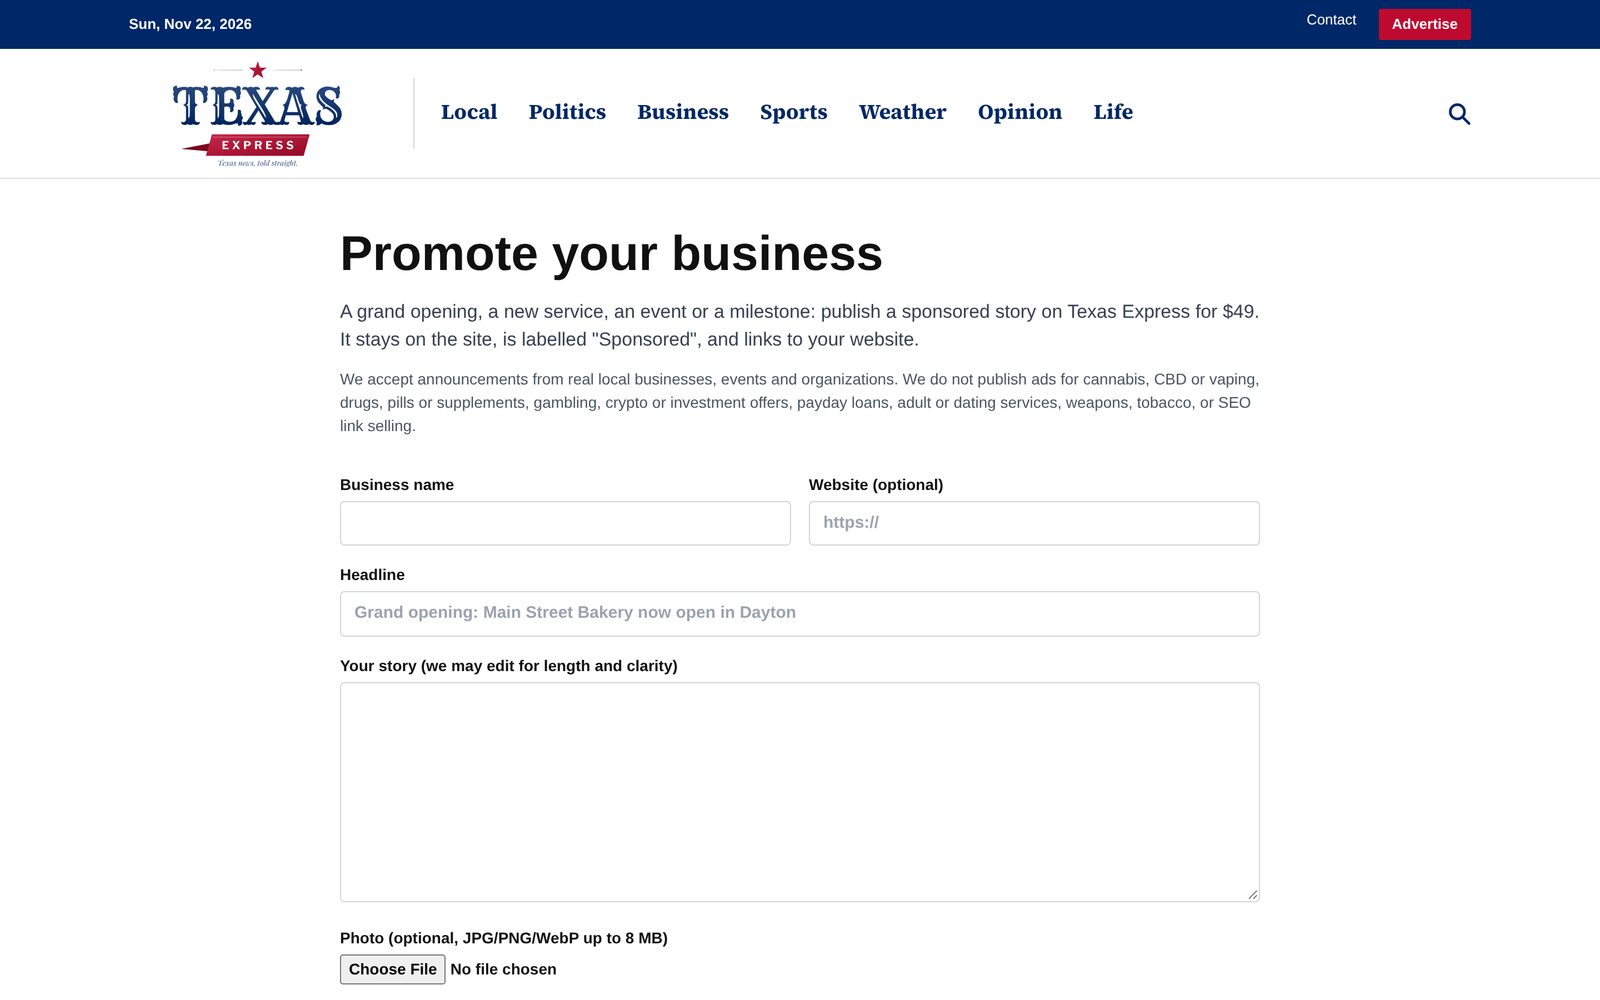 Sun, Nov 22, 2026
Contact
Advertise
TEXAS
EXPRESS
Texas news, told straight.
Local
Politics
Business
Sports
Weather
Opinion
Life
Promote your business
A grand opening, a new service, an event or a milestone: publish a sponsored story on Texas Express for $49.
It stays on the site, is labelled "Sponsored", and links to your website.
We accept announcements from real local businesses, events and organizations. We do not publish ads for cannabis, CBD or vaping,
drugs, pills or supplements, gambling, crypto or investment offers, payday loans, adult or dating services, weapons, tobacco, or SEO
link selling.
Business name
Website (optional)
https://
Headline
Grand opening: Main Street Bakery now open in Dayton
Your story (we may edit for length and clarity)
Photo (optional, JPG/PNG/WebP up to 8 MB)
Choose File No file chosen